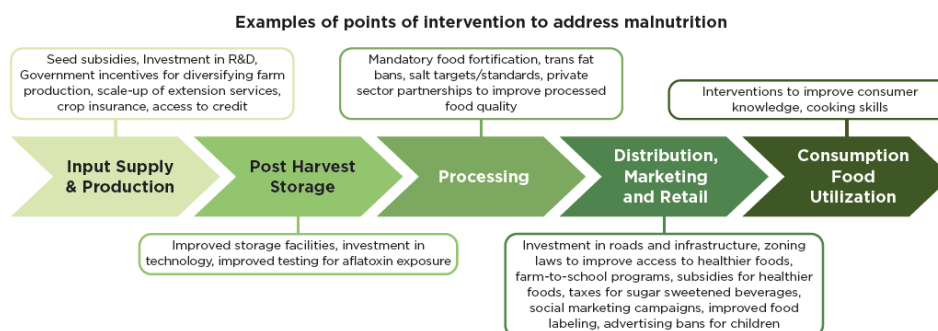 Examples of points of intervention to address malnutrition
Seed subsidies, Investment in R&D,
Government incentives for diversifying farm
production, scale-up of extension services,
crop insurance, access to credit
Mandatory food fortification, trans fat
bans, salt targets/standards, private
sector partnerships to improve processed
food quality
Interventions to improve consumer
knowledge, cooking skills
Input Supply
& Production
Post Harvest
Storage
Processing
Distribution,
Marketing
and Retail
Consumption
Food
Utilization
Improved storage facilities, investment in
technology, improved testing for aflatoxin exposure
Investment in roads and infrastructure, zoning
laws to improve access to healthier foods,
farm-to-school programs, subsidies for healthier
foods, taxes for sugar sweetened beverages,
social marketing campaigns, improved food
labeling, advertising bans for children